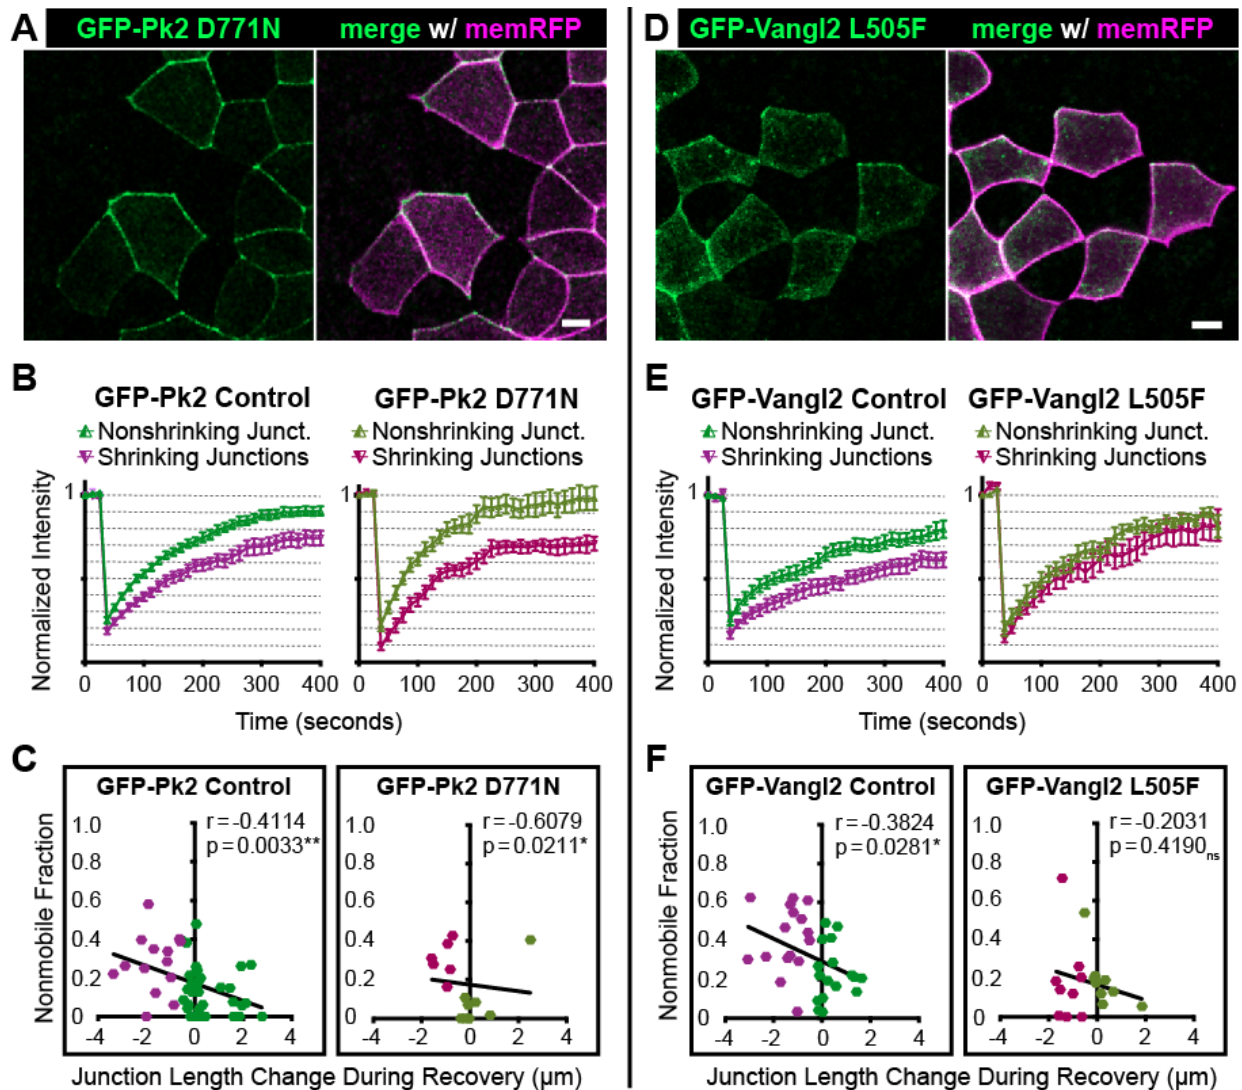 A GFP-Pk2 D771N merge w/ memRFP
D GFP-Vangl2 L505F merge w/ memRFP
B GFP-Pk2 Control GFP-Pk2 D771N
Nonshrinking Junct. Nonshrinking Junct.
Shrinking Junctions Shrinking Junctions
Normalized Intensity
1 1
0 100 200 300 400 0 100 200 300 400
Time (seconds)
E GFP-Vangl2 Control GFP-Vangl2 L505F
Nonshrinking Junct. Nonshrinking Junct.
Shrinking Junctions Shrinking Junctions
Normalized Intensity
1 1
0 100 200 300 400 0 100 200 300 400
Time (seconds)
C
Nonmobile Fraction
GFP-Pk2 Control
r=-0.4114
p=0.0033**
1.0
0.8
0.6
0.4
0.2
0
-4 -2 0 2 4
GFP-Pk2 D771N
r=-0.6079
p=0.0211*
1.0
0.8
0.6
0.4
0.2
0
-4 -2 0 2 4
Junction Length Change During Recovery (µm)
F
Nonmobile Fraction
GFP-Vangl2 Control
r=-0.3824
p=0.0281*
1.0
0.8
0.6
0.4
0.2
0
-4 -2 0 2 4
GFP-Vangl2 L505F
r=-0.2031
p=0.4190ns
1.0
0.8
0.6
0.4
0.2
0
-4 -2 0 2 4
Junction Length Change During Recovery (µm)